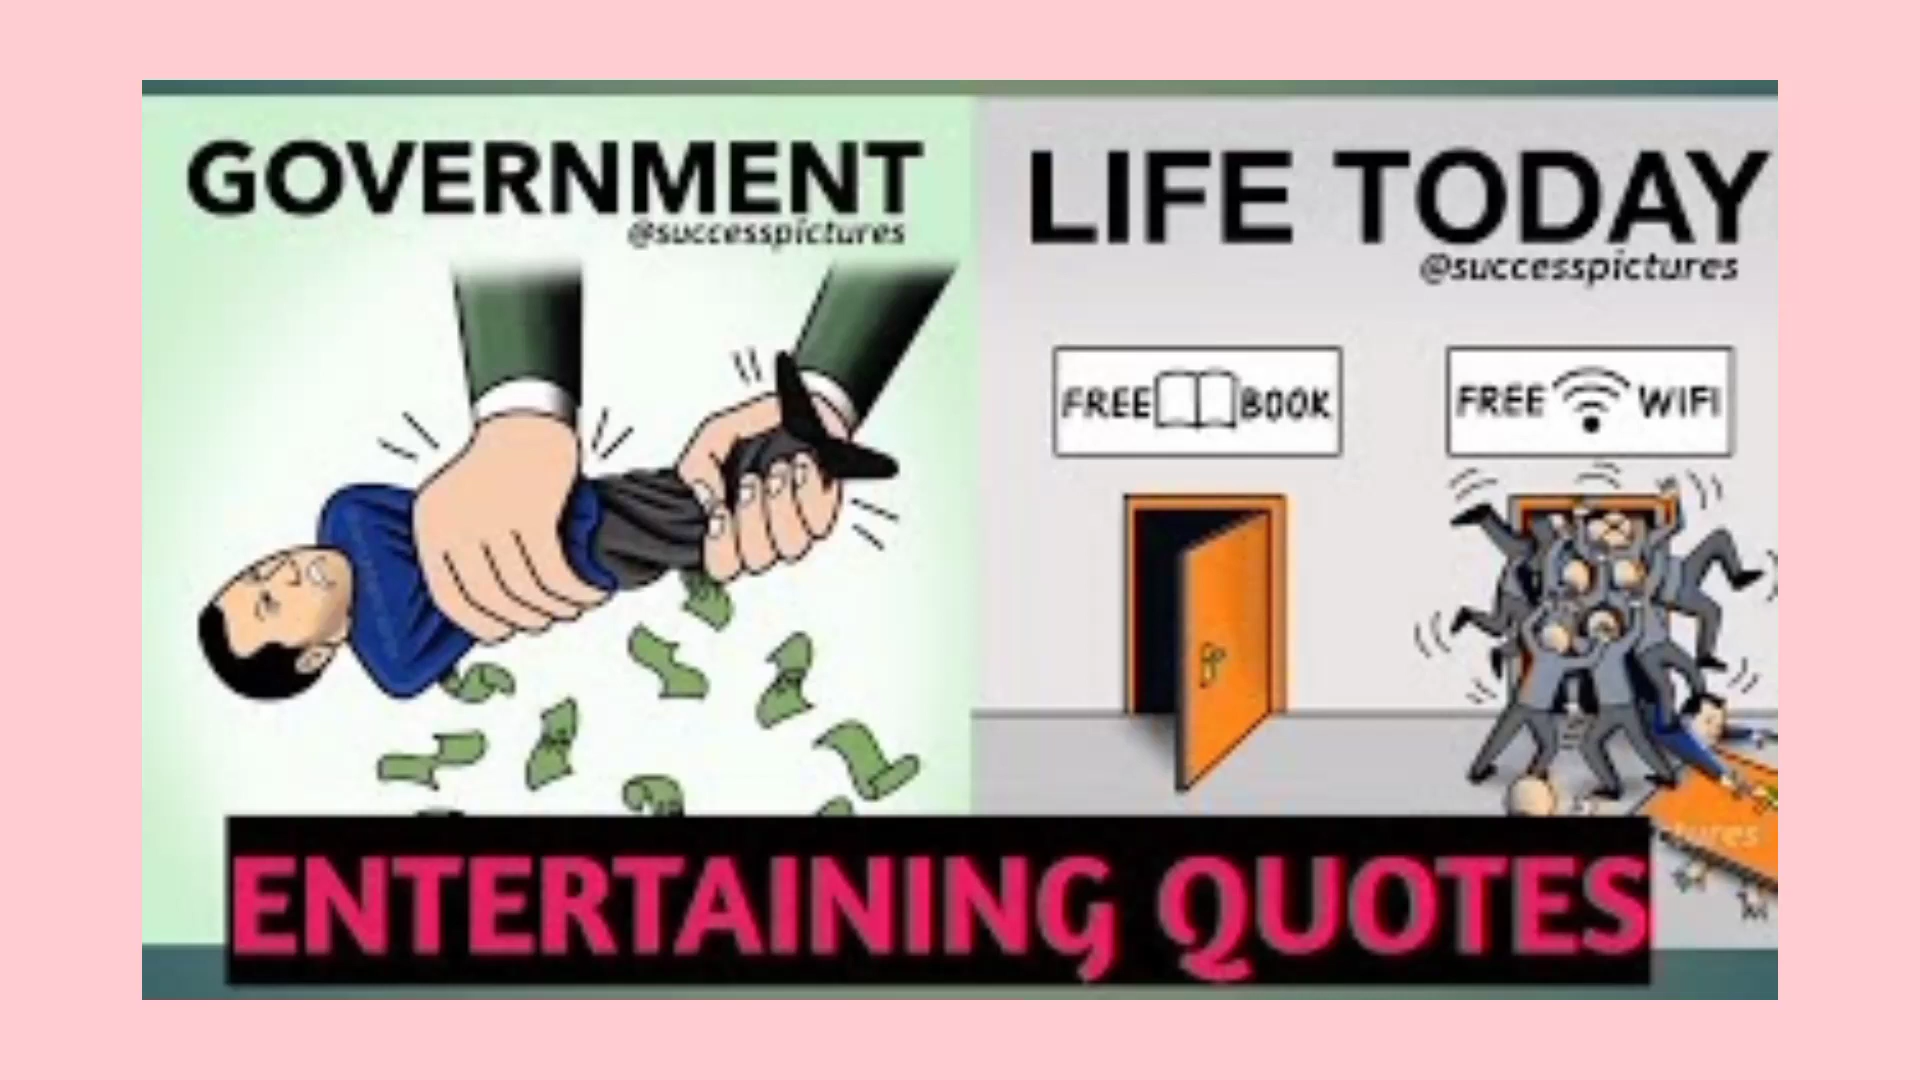 GOVERNMENT
@successpictures
LIFE TODAY
@successpictures
FREE BOOK
FREE WIFI
ENTERTAINING QUOTES